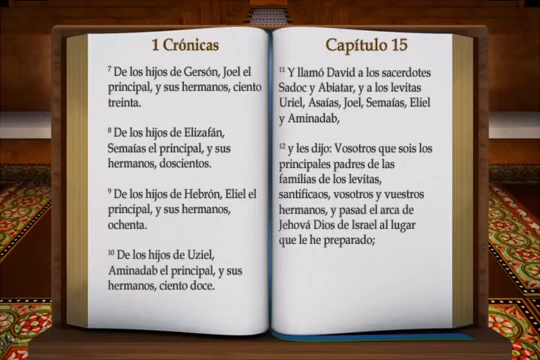 1 Crónicas
⁷ De los hijos de Gersón, Joel el
principal, y sus hermanos, ciento
treinta.
⁸ De los hijos de Elizafán,
Semaías el principal, y sus
hermanos, doscientos.
⁹ De los hijos de Hebrón, Eliel el
principal, y sus hermanos,
ochenta.
¹⁰ De los hijos de Uziel,
Aminadab el principal, y sus
hermanos, ciento doce.
Capítulo 15
¹¹ Y llamó David a los sacerdotes
Sadoc y Abiatar, y a los levitas
Uriel, Asaías, Joel, Semaías, Eliel
y Aminadab,
¹² y les dijo: Vosotros que sois los
principales padres de las
familias de los levitas,
santificaos, vosotros y vuestros
hermanos, y pasad el arca de
Jehová Dios de Israel al lugar
que le he preparado;